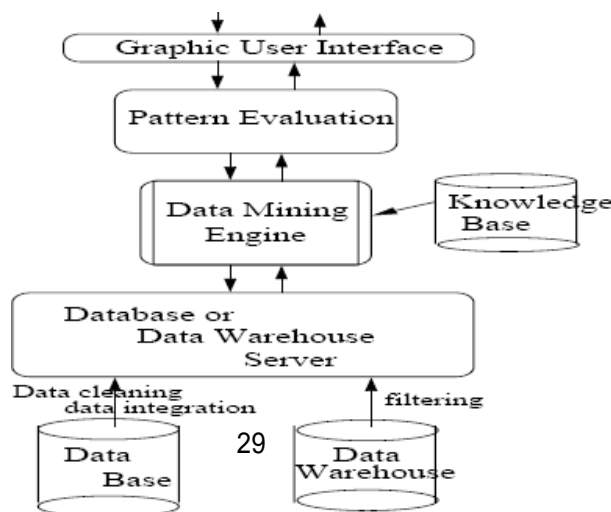 Graphic User Interface
Pattern Evaluation
Data Mining
Engine
Knowledge
Base
Database or
Data Warehouse
Server
Data cleaning
data integration
filtering
Data
Base
29
Data
Warehouse